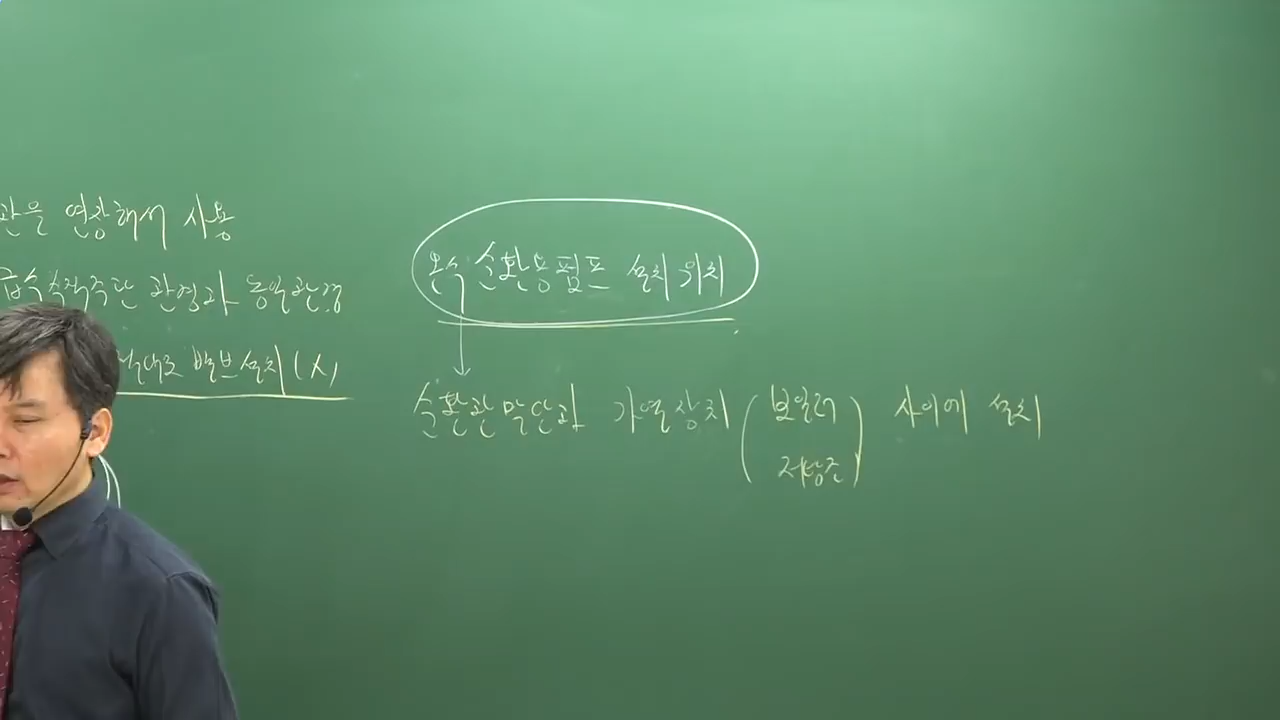 관을 연장해서 사용
급수수직주관 관경과 동일관경
밸브설치(X)
온수 순환용펌프 설치위치
순환관 말단과 가열장치 (보일러 사이에 설치
저탕조)